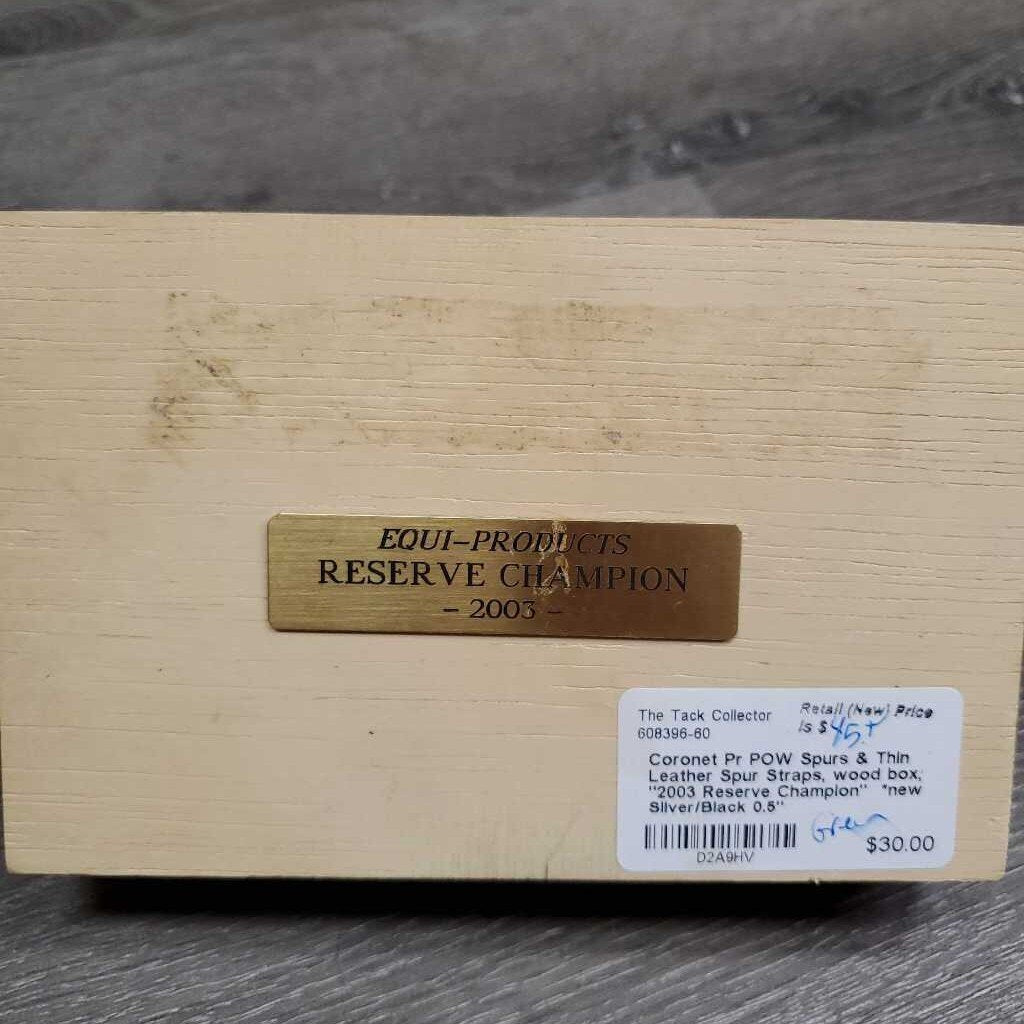 EQUI-PRODUCTS
RESERVE CHAMPION
- 2003 -
The Tack Collector
608396-60
Retail (New) Price
is $45+
Coronet Pr POW Spurs & Thin
Leather Spur Straps, wood box,
"2003 Reserve Champion" *new
Silver/Black 0.5"
Green
D2A9HV
$30.00